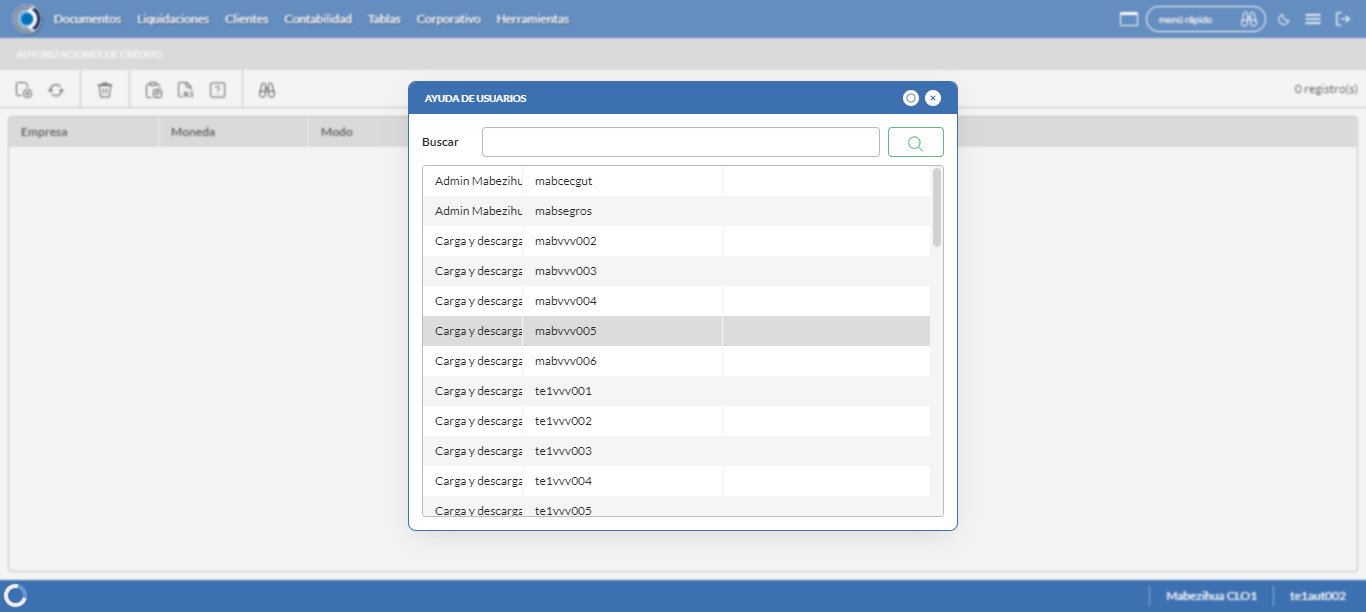 Documentos Liquidaciones Clientes Contabilidad Tablas Corporativo Herramientas menú rápido
AUTORIZACIONES DE CRÉDITO
0 registro(s)
Empresa Moneda Modo
AYUDA DE USUARIOS
Buscar
Admin Mabezihu mabcecgut
Admin Mabezihu mabsegros
Carga y descarga mabvvv002
Carga y descarga mabvvv003
Carga y descarga mabvvv004
Carga y descarga mabvvv005
Carga y descarga mabvvv006
Carga y descarga te1vvv001
Carga y descarga te1vvv002
Carga y descarga te1vvv003
Carga y descarga te1vvv004
Carga y descarga te1vvv005
Mabezihua CLO1 te1aut002